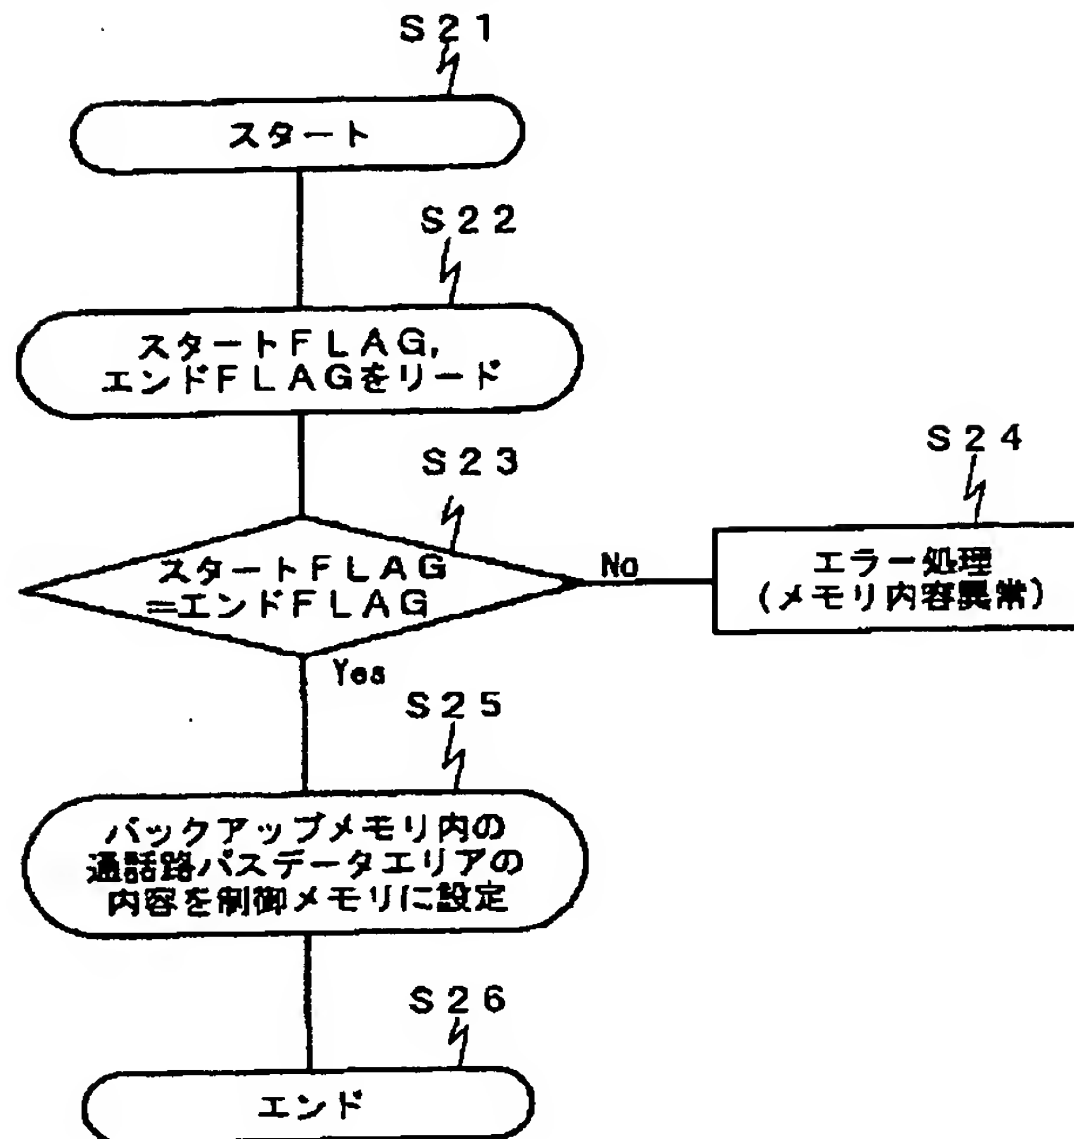 S21
スタート
S22
スタートFLAG,
エンドFLAGをリード
S23
スタートFLAG
=エンドFLAG
No
S24
エラー処理
(メモリ内容異常)
Yes
S25
バックアップメモリ内の
通話路パスデータエリアの
内容を制御メモリに設定
S26
エンド